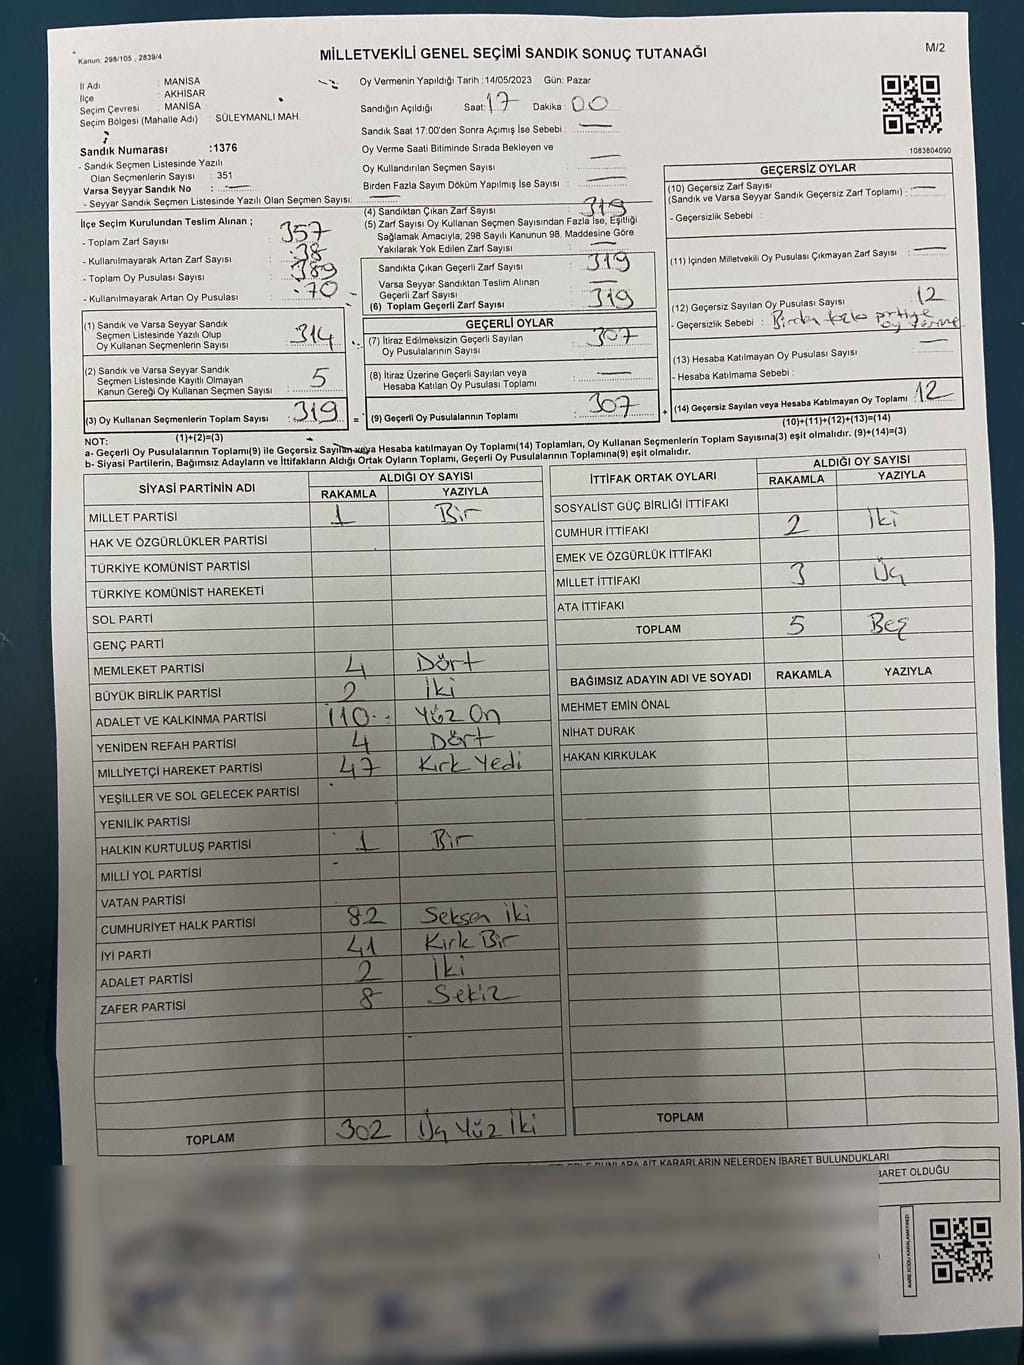 Kanun: 298/105 , 2839/4
MİLLETVEKİLİ GENEL SEÇİMİ SANDIK SONUÇ TUTANAĞI
M/2
İl Adı : MANİSA
İlçe : AKHİSAR
Seçim Çevresi : MANİSA
Seçim Bölgesi (Mahalle Adı) : SÜLEYMANLI MAH.
Sandık Numarası :1376
- Sandık Seçmen Listesinde Yazılı
Olan Seçmenlerin Sayısı : 351
Varsa Seyyar Sandık No :
- Seyyar Sandık Seçmen Listesinde Yazılı Olan Seçmen Sayısı:
Oy Vermenin Yapıldığı Tarih :14/05/2023 Gün: Pazar
Sandığın Açıldığı Saat: 17 Dakika : 00
Sandık Saat 17:00'den Sonra Açımış İse Sebebi :
Oy Verme Saati Bitiminde Sırada Bekleyen ve
Oy Kullandırılan Seçmen Sayısı :
Birden Fazla Sayım Döküm Yapılmış İse Sayısı :
1083804090
İlçe Seçim Kurulundan Teslim Alınan ;
- Toplam Zarf Sayısı : 357
- Kullanılmayarak Artan Zarf Sayısı : 38
- Toplam Oy Pusulası Sayısı : 389
- Kullanılmayarak Artan Oy Pusulası : 70
(1) Sandık ve Varsa Seyyar Sandık
Seçmen Listesinde Yazılı Olup
Oy Kullanan Seçmenlerin Sayısı : 314
(2) Sandık ve Varsa Seyyar Sandık
Seçmen Listesinde Kayıtlı Olmayan
Kanun Gereği Oy Kullanan Seçmen Sayısı : 5
(3) Oy Kullanan Seçmenlerin Toplam Sayısı : 319
(1)+(2)=(3)
(4) Sandıktan Çıkan Zarf Sayısı : 319
(5) Zarf Sayısı Oy Kullanan Seçmen Sayısından Fazla İse, Eşitliği
Sağlamak Amacıyla; 298 Sayılı Kanunun 98. Maddesine Göre
Yakılarak Yok Edilen Zarf Sayısı :
Sandıkta Çıkan Geçerli Zarf Sayısı : 319
Varsa Seyyar Sandıktan Teslim Alınan
Geçerli Zarf Sayısı :
(6) Toplam Geçerli Zarf Sayısı : 319
GEÇERLİ OYLAR
(7) İtiraz Edilmeksizin Geçerli Sayılan
Oy Pusulalarının Sayısı : 307
(8) İtiraz Üzerine Geçerli Sayılan veya
Hesaba Katılan Oy Pusulası Toplamı :
= (9) Geçerli Oy Pusulalarının Toplamı : 307
GEÇERSİZ OYLAR
(10) Geçersiz Zarf Sayısı
(Sandık ve Varsa Seyyar Sandık Geçersiz Zarf Toplamı) :
- Geçersizlik Sebebi :
(11) İçinden Milletvekili Oy Pusulası Çıkmayan Zarf Sayısı :
(12) Geçersiz Sayılan Oy Pusulası Sayısı : 12
- Geçersizlik Sebebi : Birden fazla partiye
oy verme
(13) Hesaba Katılmayan Oy Pusulası Sayısı :
- Hesaba Katılmama Sebebi :
+ (14) Geçersiz Sayılan veya Hesaba Katılmayan Oy Toplamı : 12
(10)+(11)+(12)+(13)=(14)
NOT:
a- Geçerli Oy Pusulalarının Toplamı(9) ile Geçersiz Sayılan veya Hesaba katılmayan Oy Toplamı(14) Toplamları, Oy Kullanan Seçmenlerin Toplam Sayısına(3) eşit olmalıdır. (9)+(14)=(3)
b- Siyasi Partilerin, Bağımsız Adayların ve İttifakların Aldığı Ortak Oyların Toplamı, Geçerli Oy Pusulalarının Toplamına(9) eşit olmalıdır.
SİYASİ PARTİNİN ADI ALDIĞI OY SAYISI
RAKAMLA YAZIYLA
MİLLET PARTİSİ 1 Bir
HAK VE ÖZGÜRLÜKLER PARTİSİ
TÜRKİYE KOMÜNİST PARTİSİ
TÜRKİYE KOMÜNİST HAREKETİ
SOL PARTİ
GENÇ PARTİ
MEMLEKET PARTİSİ 4 Dört
BÜYÜK BİRLİK PARTİSİ 2 İki
ADALET VE KALKINMA PARTİSİ 110 Yüz On
YENİDEN REFAH PARTİSİ 4 Dört
MİLLİYETÇİ HAREKET PARTİSİ 47 Kırk Yedi
YEŞİLLER VE SOL GELECEK PARTİSİ
YENİLİK PARTİSİ
HALKIN KURTULUŞ PARTİSİ 1 Bir
MİLLİ YOL PARTİSİ
VATAN PARTİSİ
CUMHURİYET HALK PARTİSİ 82 Seksen iki
İYİ PARTİ 41 Kırk Bir
ADALET PARTİSİ 2 İki
ZAFER PARTİSİ 8 Sekiz
TOPLAM 302 Üç Yüz İki
İTTİFAK ORTAK OYLARI ALDIĞI OY SAYISI
RAKAMLA YAZIYLA
SOSYALİST GÜÇ BİRLİĞİ İTTİFAKI
CUMHUR İTTİFAKI 2 İki
EMEK VE ÖZGÜRLÜK İTTİFAKI
MİLLET İTTİFAKI 3 Üç
ATA İTTİFAKI
TOPLAM 5 Beş
BAĞIMSIZ ADAYIN ADI VE SOYADI RAKAMLA YAZIYLA
MEHMET EMİN ÖNAL
NİHAT DURAK
HAKAN KIRKULAK
TOPLAM
AİT KARARLARIN NELERDEN İBARET BULUNDUKLARI
OLDUĞU